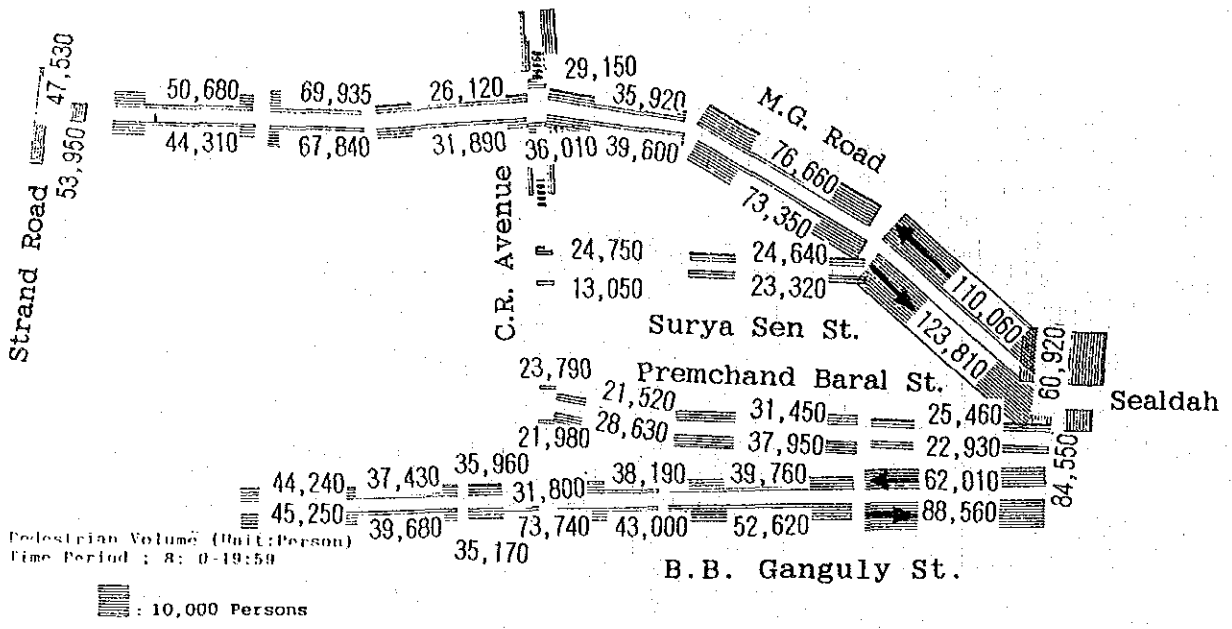 47,530
53,950
Strand Road
50,680 69,935 26,120 29,150 35,920
44,310 67,840 31,890 36,010 39,600
M.G. Road
76,660
73,350
C.R. Avenue
24,750 24,640
13,050 23,320
Surya Sen St.
110,060
123,810
60,920
Sealdah
84,550
Premchand Baral St.
23,790 21,520 31,450 25,460
21,980 28,630 37,950 22,930
44,240 37,430 35,960 31,800 38,190 39,760 62,010
45,250 39,680 35,170 73,740 43,000 52,620 88,560
B.B. Ganguly St.
Pedestrian Volume (Unit:Person)
Time Period : 8: 0-19:59
: 10,000 Persons